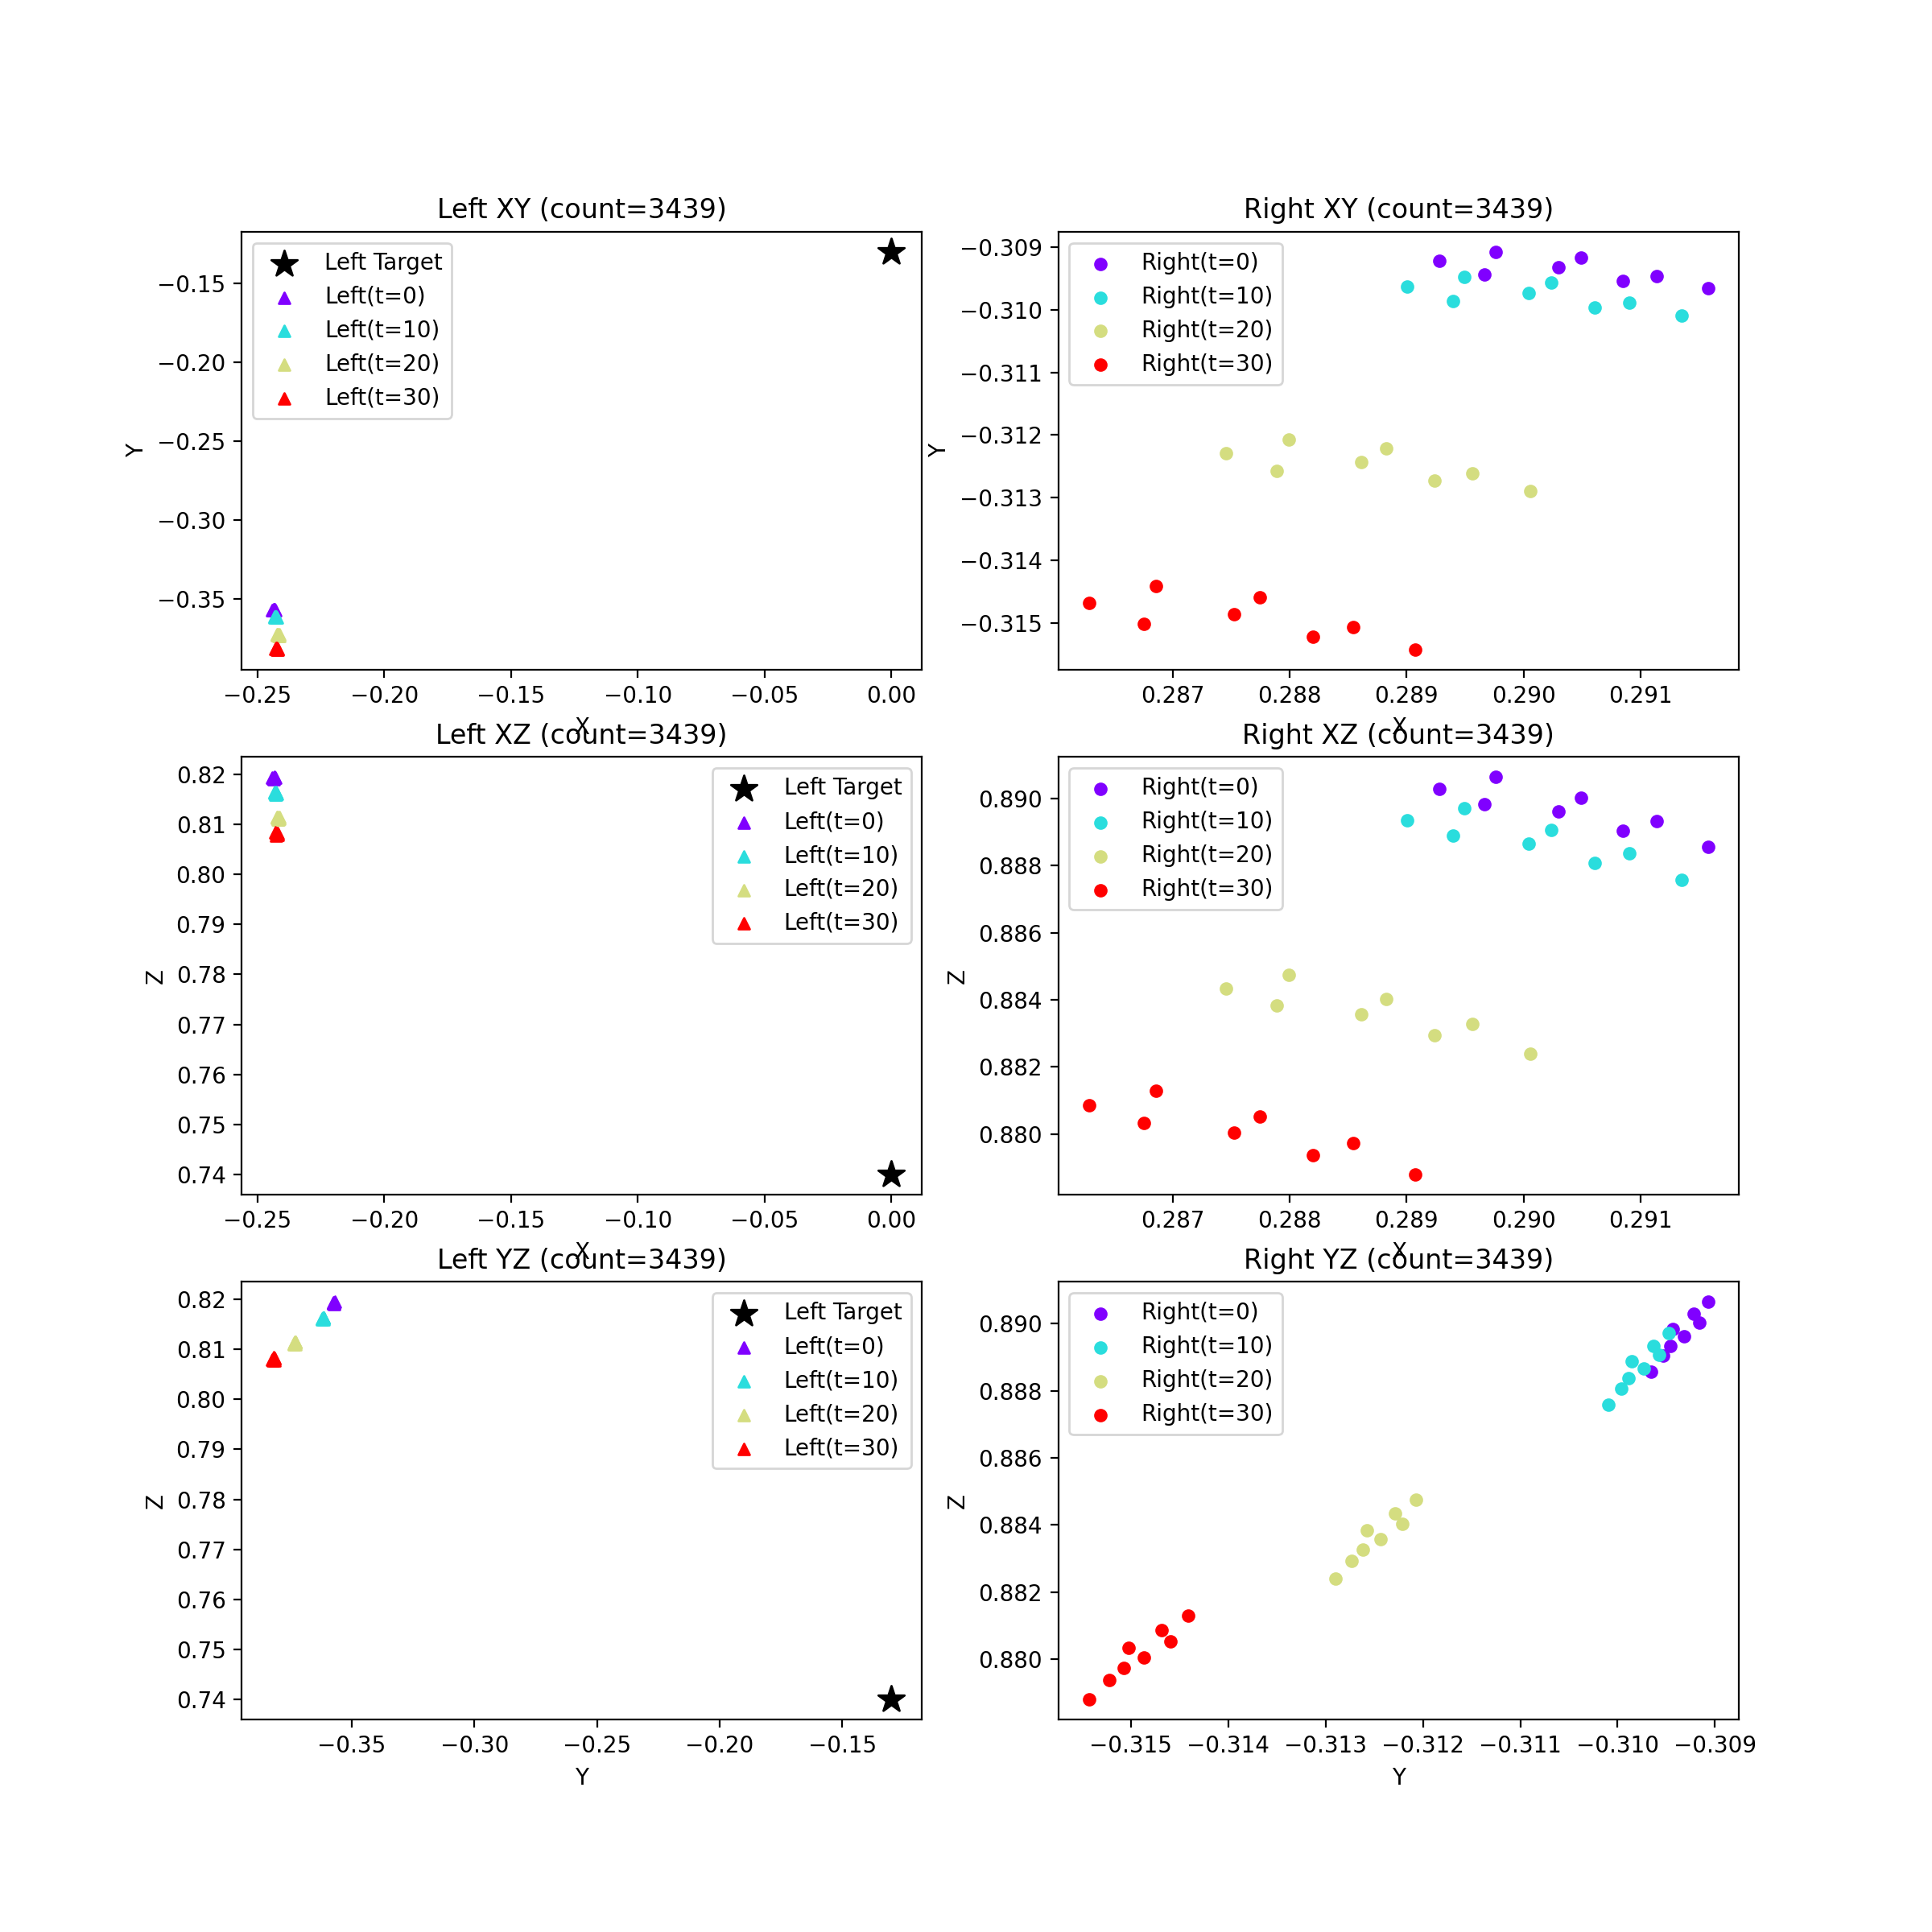 Left XY (count=3439)
Left Target
Left(t=0)
Left(t=10)
Left(t=20)
Left(t=30)
−0.15
−0.20
−0.25
−0.30
−0.35
Y
−0.25
−0.20
−0.15
−0.10
−0.05
0.00
X
Right XY (count=3439)
Right(t=0)
Right(t=10)
Right(t=20)
Right(t=30)
−0.309
−0.310
−0.311
−0.312
−0.313
−0.314
−0.315
Y
0.287
0.288
0.289
0.290
0.291
X
Left XZ (count=3439)
Left Target
Left(t=0)
Left(t=10)
Left(t=20)
Left(t=30)
0.82
0.81
0.80
0.79
0.78
0.77
0.76
0.75
0.74
Z
−0.25
−0.20
−0.15
−0.10
−0.05
0.00
X
Right XZ (count=3439)
Right(t=0)
Right(t=10)
Right(t=20)
Right(t=30)
0.890
0.888
0.886
0.884
0.882
0.880
Z
0.287
0.288
0.289
0.290
0.291
X
Left YZ (count=3439)
Left Target
Left(t=0)
Left(t=10)
Left(t=20)
Left(t=30)
0.82
0.81
0.80
0.79
0.78
0.77
0.76
0.75
0.74
Z
−0.35
−0.30
−0.25
−0.20
−0.15
Y
Right YZ (count=3439)
Right(t=0)
Right(t=10)
Right(t=20)
Right(t=30)
0.890
0.888
0.886
0.884
0.882
0.880
Z
−0.315
−0.314
−0.313
−0.312
−0.311
−0.310
−0.309
Y